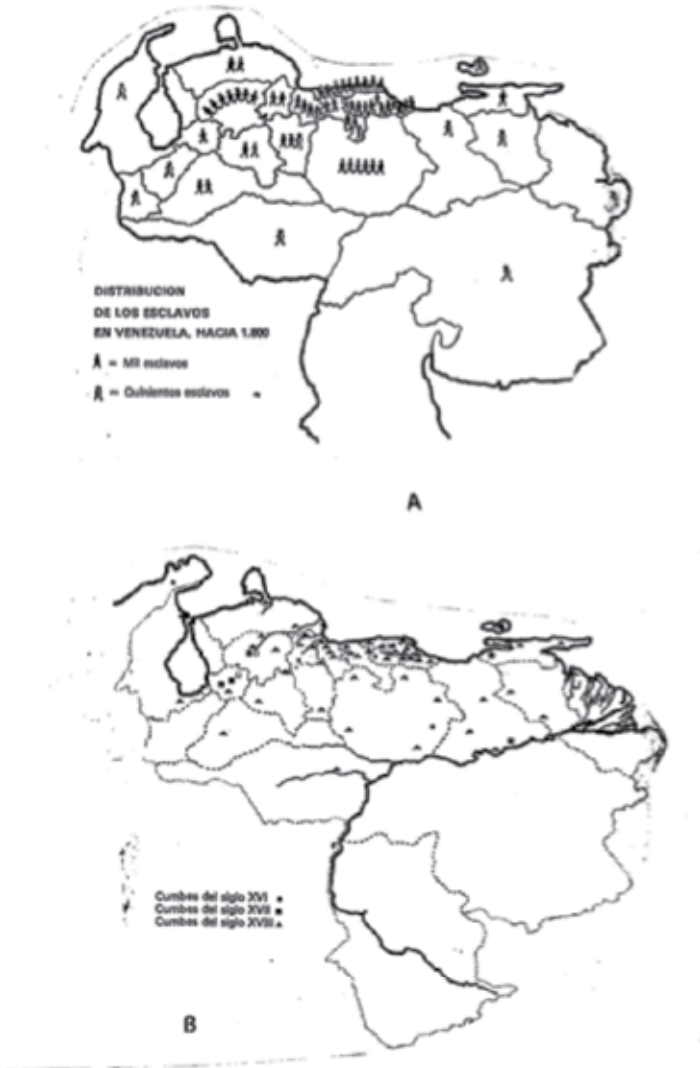 DISTRIBUCION
DE LOS ESCLAVOS
EN VENEZUELA, HACIA 1.800
= Mil esclavos
= Quinientos esclavos
A
Cumbes del siglo XVI
Cumbes del siglo XVII
Cumbes del siglo XVIII
B